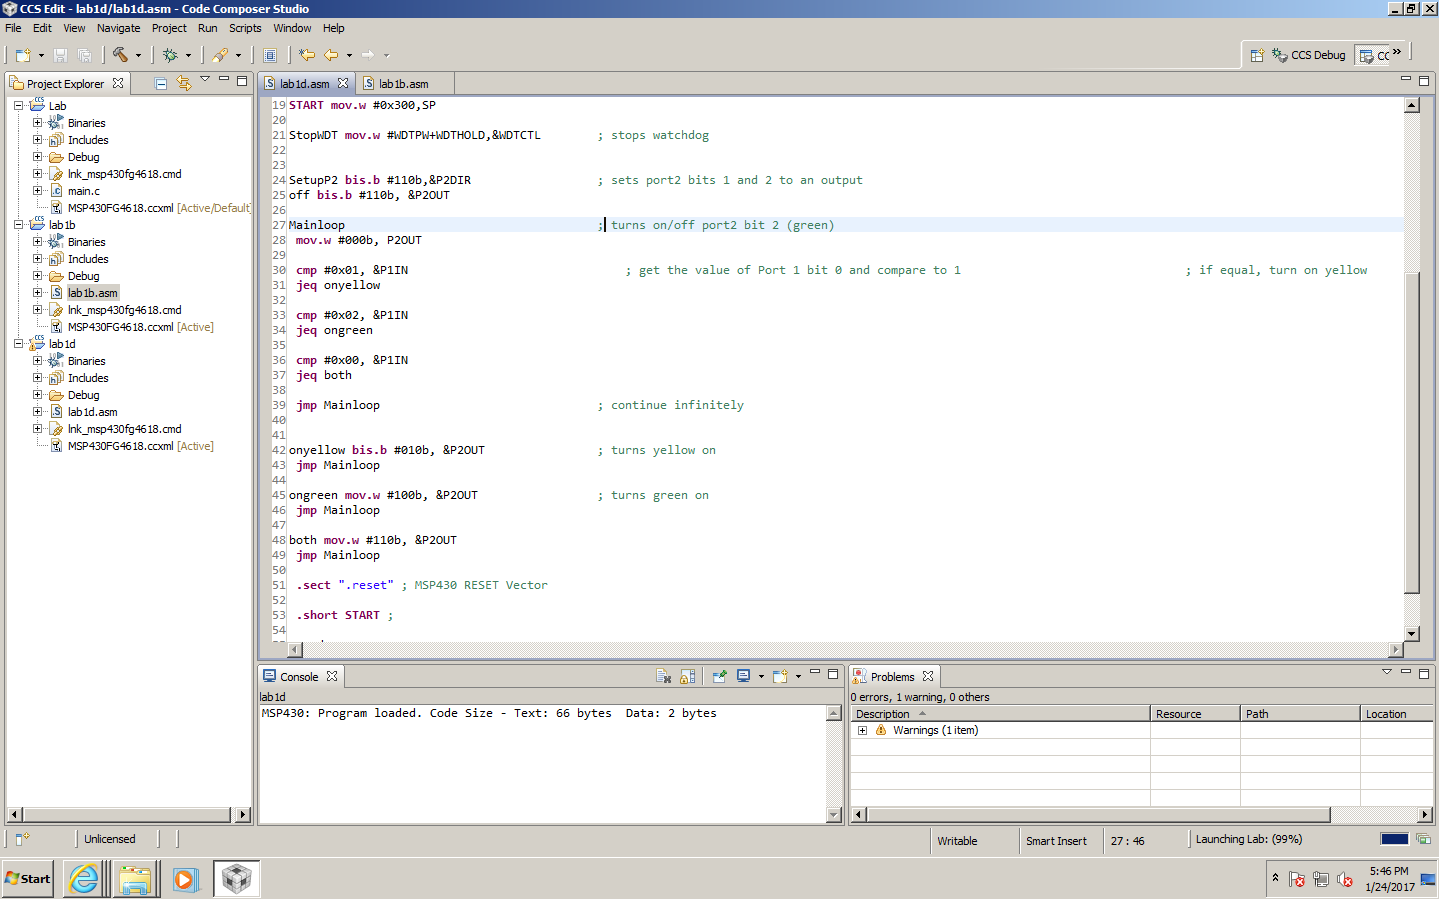 CCS Edit - lab1d/lab1d.asm - Code Composer Studio
File Edit View Navigate Project Run Scripts Window Help
CCS Debug CC
Project Explorer
Lab
Binaries
Includes
Debug
lnk_msp430fg4618.cmd
main.c
MSP430FG4618.ccxml [Active/Default]
lab1b
Binaries
Includes
Debug
lab1b.asm
lnk_msp430fg4618.cmd
MSP430FG4618.ccxml [Active]
lab1d
Binaries
Includes
Debug
lab1d.asm
lnk_msp430fg4618.cmd
MSP430FG4618.ccxml [Active]
lab1d.asm lab1b.asm
19 START mov.w #0x300,SP
20
21 StopWDT mov.w #WDTPW+WDTHOLD,&WDTCTL ; stops watchdog
22
23
24 SetupP2 bis.b #110b,&P2DIR ; sets port2 bits 1 and 2 to an output
25 off bis.b #110b, &P2OUT
26
27 Mainloop ; turns on/off port2 bit 2 (green)
28 mov.w #000b, P2OUT
29
30 cmp #0x01, &P1IN ; get the value of Port 1 bit 0 and compare to 1 ; if equal, turn on yellow
31 jeq onyellow
32
33 cmp #0x02, &P1IN
34 jeq ongreen
35
36 cmp #0x00, &P1IN
37 jeq both
38
39 jmp Mainloop ; continue infinitely
40
41
42 onyellow bis.b #010b, &P2OUT ; turns yellow on
43 jmp Mainloop
44
45 ongreen mov.w #100b, &P2OUT ; turns green on
46 jmp Mainloop
47
48 both mov.w #110b, &P2OUT
49 jmp Mainloop
50
51 .sect ".reset" ; MSP430 RESET Vector
52
53 .short START ;
54
Console
lab1d
MSP430: Program loaded. Code Size - Text: 66 bytes Data: 2 bytes
Problems
0 errors, 1 warning, 0 others
Description Resource Path Location
Warnings (1 item)
Unlicensed Writable Smart Insert 27 : 46 Launching Lab: (99%)
Start
5:46 PM
1/24/2017